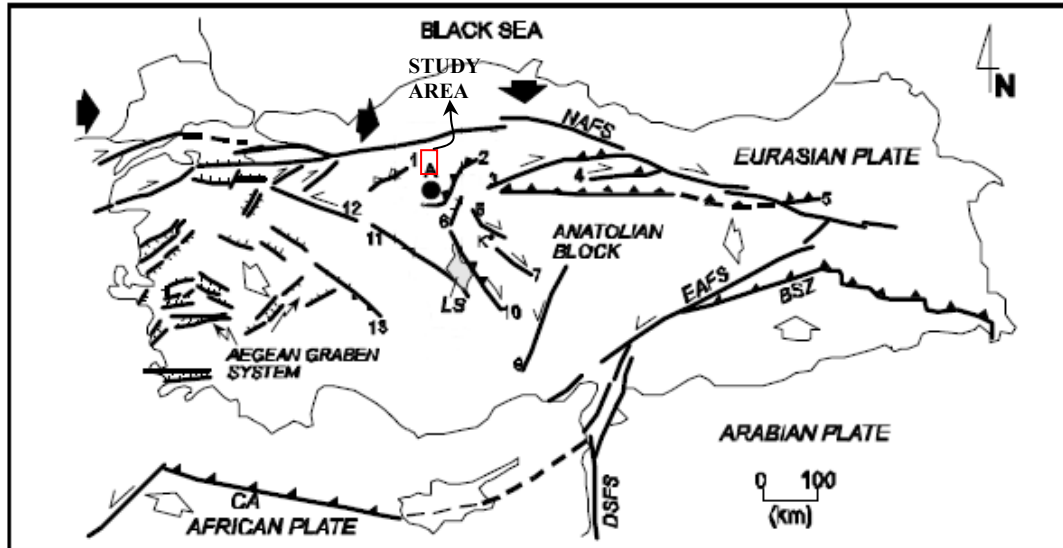 BLACK SEA
STUDY
AREA
N
NAFS
EURASIAN PLATE
1
A
2
3
4
5
12
6
11
ANATOLIAN
BLOCK
7
EAFS
BSZ
LS
10
13
9
AEGEAN GRABEN
SYSTEM
ARABIAN PLATE
CA
AFRICAN PLATE
DSFS
0 100
(km)